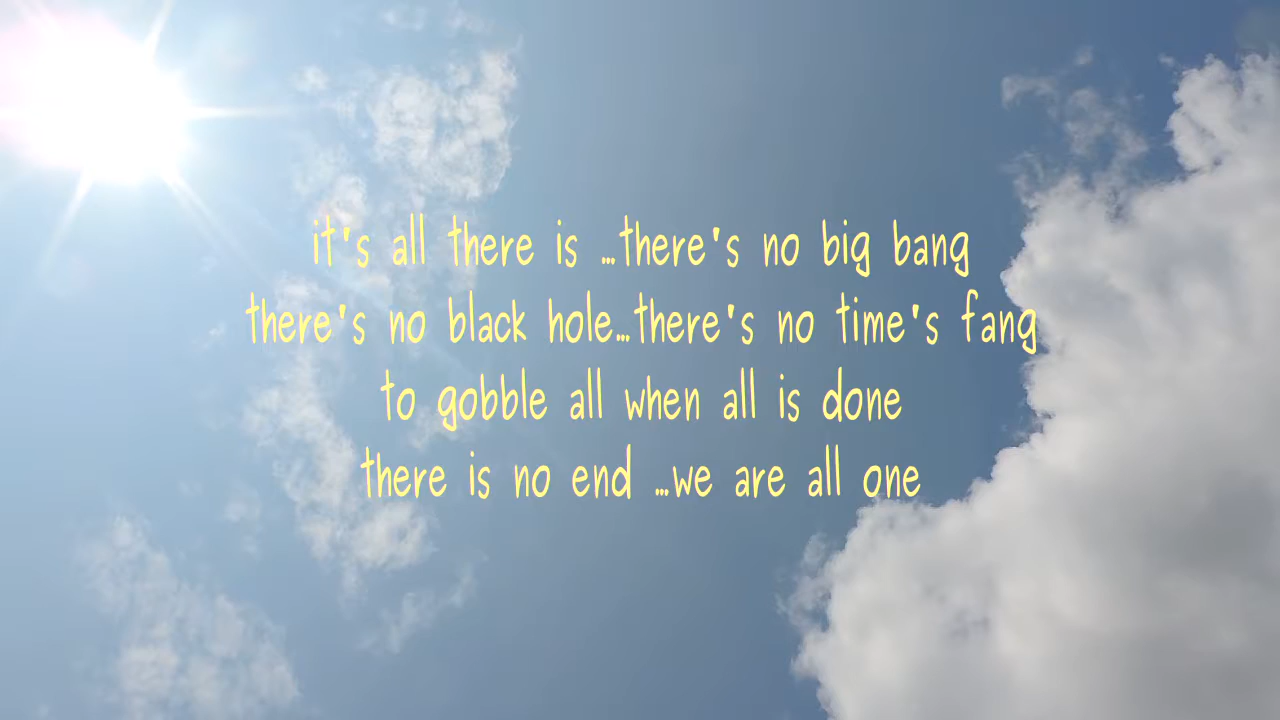 it's all there is ...there's no big bang
there's no black hole...there's no time's fang
to gobble all when all is done
there is no end ...we are all one